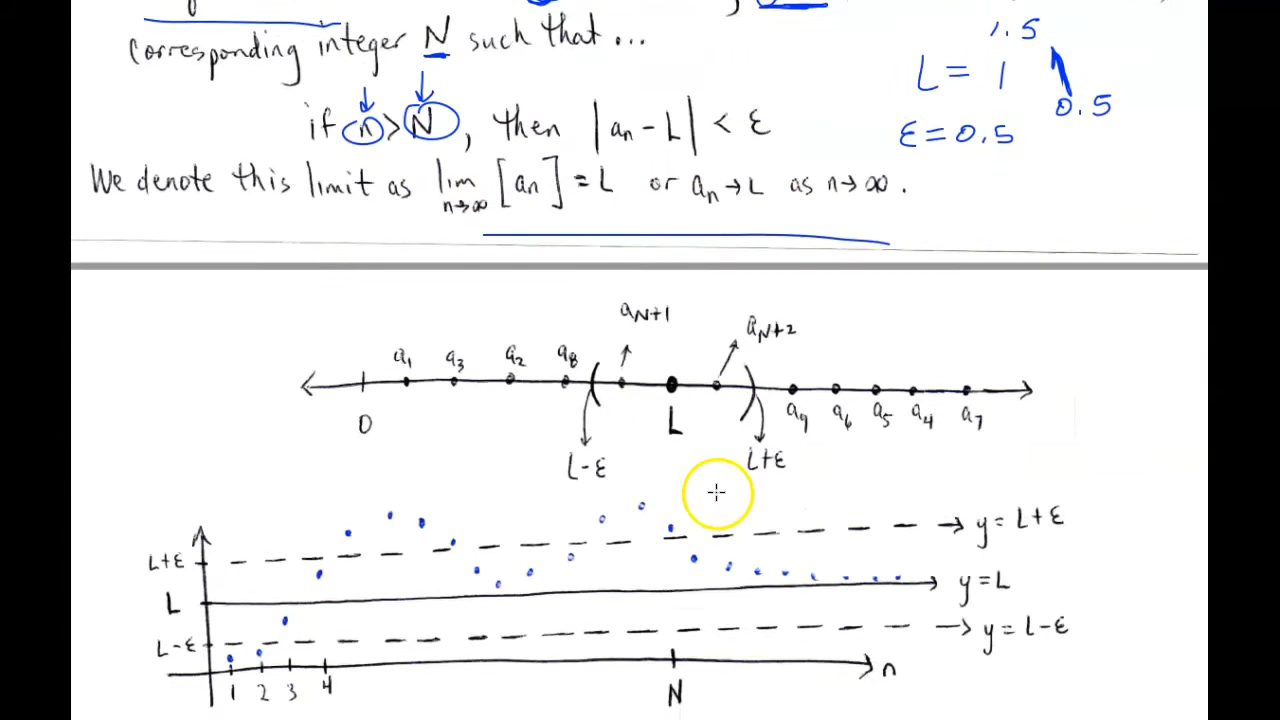 corresponding integer N such that...
1.5
L = 1
0.5
if n > N, then |an - L| < ε
ε = 0.5
We denote this limit as lim n→∞ [an] = L or an → L as n→∞.
aN+1
aN+2
a1 a3 a2 a8
0 L a9 a6 a5 a4 a7
L-ε L+ε
L+ε y = L+ε
L y = L
L-ε y = L-ε
1 2 3 4 N n